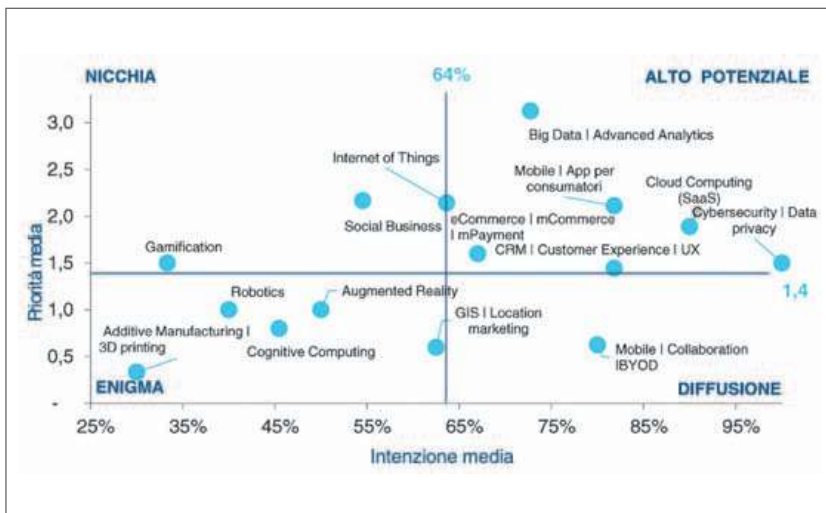 NICCHIA
64%
ALTO POTENZIALE
3,0
2,5
2,0
1,5
1,0
0,5
-
Priorità media
Big Data | Advanced Analytics
Internet of Things
Mobile | App per
consumatori
Cloud Computing
(SaaS)
Cybersecurity | Data
privacy
Social Business
eCommerce | mCommerce
| mPayment
Gamification
CRM | Customer Experience | UX
1,4
Robotics
Augmented Reality
GIS | Location
marketing
Additive Manufacturing |
3D printing
Cognitive Computing
Mobile | Collaboration
|BYOD
ENIGMA
DIFFUSIONE
25%
35%
45%
55%
65%
75%
85%
95%
Intenzione media